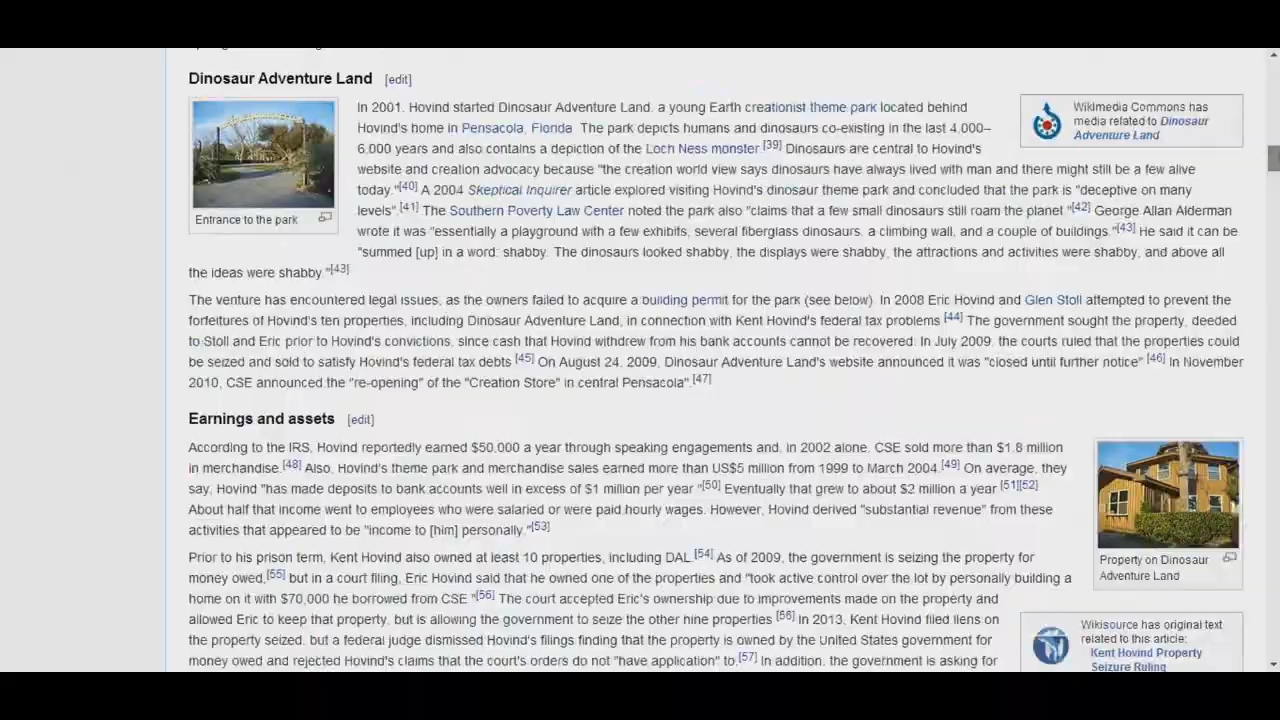 Dinosaur Adventure Land [edit]
In 2001, Hovind started Dinosaur Adventure Land, a young Earth creationist theme park located behind
Hovind's home in Pensacola, Florida. The park depicts humans and dinosaurs co-existing in the last 4,000–
6,000 years and also contains a depiction of the Loch Ness monster.[39] Dinosaurs are central to Hovind's
website and creation advocacy because "the creation world view says dinosaurs have always lived with man and there might still be a few alive
today."[40] A 2004 Skeptical Inquirer article explored visiting Hovind's dinosaur theme park and concluded that the park is "deceptive on many
levels".[41] The Southern Poverty Law Center noted the park also "claims that a few small dinosaurs still roam the planet."[42] George Allan Alderman
wrote it was "essentially a playground with a few exhibits, several fiberglass dinosaurs, a climbing wall, and a couple of buildings."[43] He said it can be
"summed [up] in a word: shabby. The dinosaurs looked shabby, the displays were shabby, the attractions and activities were shabby, and above all
the ideas were shabby."[43]
Entrance to the park
Wikimedia Commons has
media related to Dinosaur
Adventure Land.
The venture has encountered legal issues, as the owners failed to acquire a building permit for the park (see below). In 2008 Eric Hovind and Glen Stoll attempted to prevent the
forfeitures of Hovind's ten properties, including Dinosaur Adventure Land, in connection with Kent Hovind's federal tax problems.[44] The government sought the property, deeded
to Stoll and Eric prior to Hovind's convictions, since cash that Hovind withdrew from his bank accounts cannot be recovered. In July 2009, the courts ruled that the properties could
be seized and sold to satisfy Hovind's federal tax debts.[45] On August 24, 2009, Dinosaur Adventure Land's website announced it was "closed until further notice".[46] In November
2010, CSE announced the "re-opening" of the "Creation Store" in central Pensacola".[47]
Earnings and assets [edit]
According to the IRS, Hovind reportedly earned $50,000 a year through speaking engagements and, in 2002 alone, CSE sold more than $1.8 million
in merchandise.[48] Also, Hovind's theme park and merchandise sales earned more than US$5 million from 1999 to March 2004.[49] On average, they
say, Hovind "has made deposits to bank accounts well in excess of $1 million per year."[50] Eventually that grew to about $2 million a year.[51][52]
About half that income went to employees who were salaried or were paid hourly wages. However, Hovind derived "substantial revenue" from these
activities that appeared to be "income to [him] personally."[53]
Property on Dinosaur
Adventure Land
Prior to his prison term, Kent Hovind also owned at least 10 properties, including DAL.[54] As of 2009, the government is seizing the property for
money owed,[55] but in a court filing, Eric Hovind said that he owned one of the properties and "took active control over the lot by personally building a
home on it with $70,000 he borrowed from CSE."[56] The court accepted Eric's ownership due to improvements made on the property and
allowed Eric to keep that property, but is allowing the government to seize the other nine properties.[56] In 2013, Kent Hovind filed liens on
the property seized, but a federal judge dismissed Hovind's filings finding that the property is owned by the United States government for
money owed and rejected Hovind's claims that the court's orders do not "have application" to.[57] In addition, the government is asking for
Wikisource has original text
related to this article:
Kent Hovind Property
Seizure Ruling